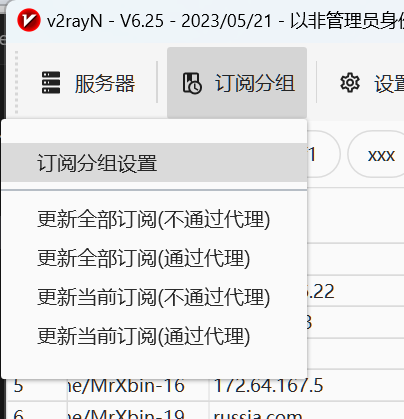 v2rayN - V6.25 - 2023/05/21 - 以非管理员身份
服务器
订阅分组
设置
1
xxx
订阅分组设置
更新全部订阅(不通过代理)
更新全部订阅(通过代理)
更新当前订阅(不通过代理)
.22
3
更新当前订阅(通过代理)
5
ne/MrXbin-16
172.64.167.5
6
ne/MrXbin-19
russia.com